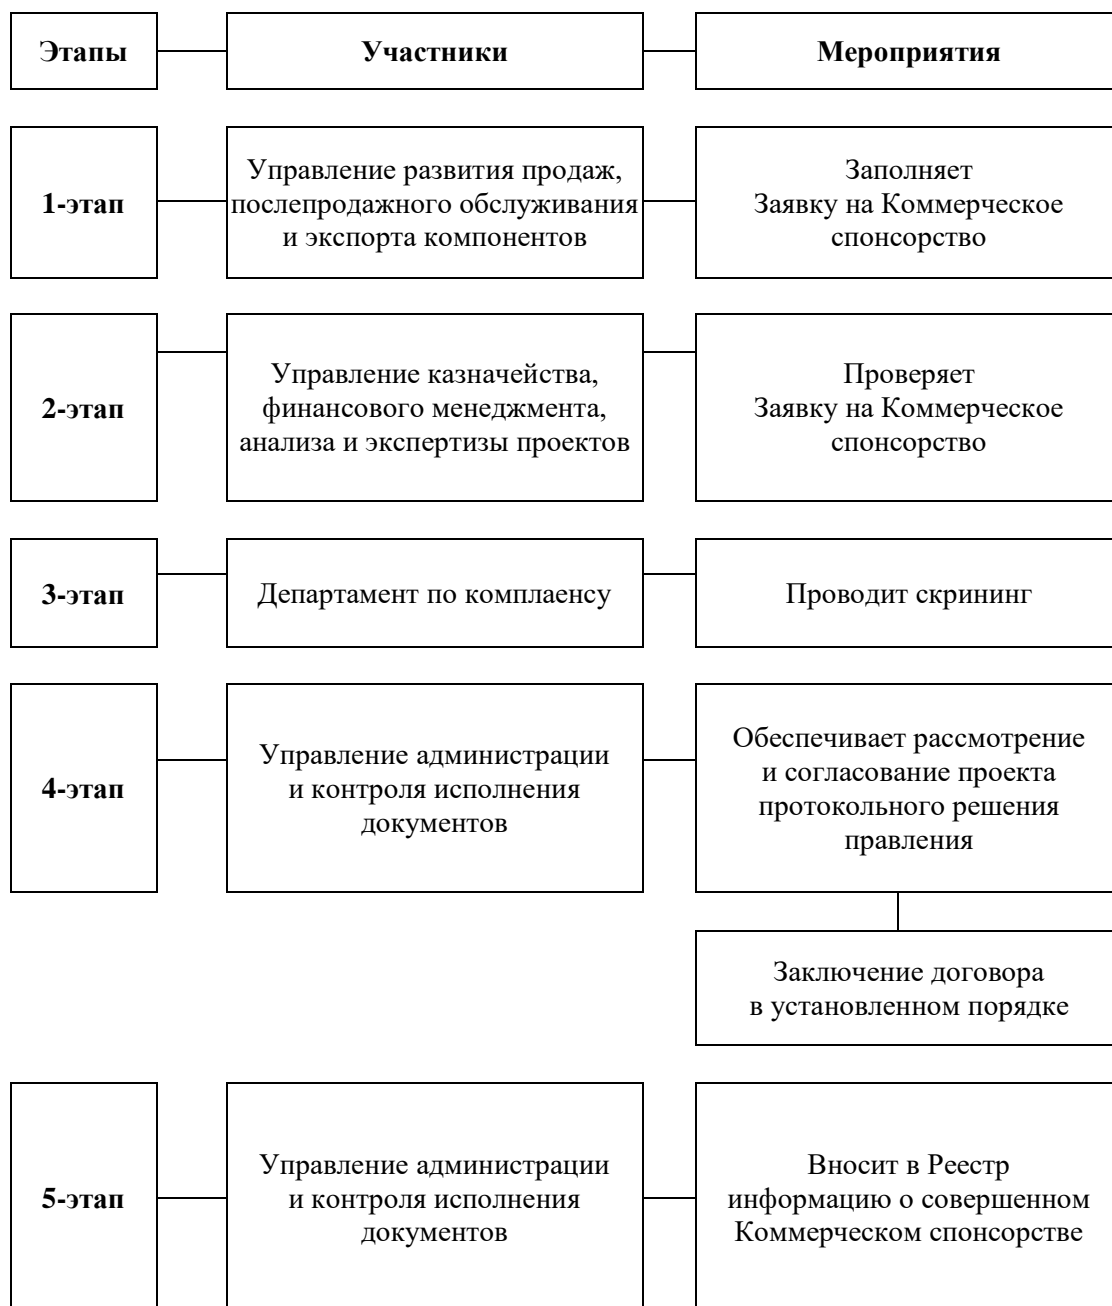 Этапы
Участники
Мероприятия
1-этап
Управление развития продаж,
послепродажного обслуживания
и экспорта компонентов
Заполняет
Заявку на Коммерческое
спонсорство
2-этап
Управление казначейства,
финансового менеджмента,
анализа и экспертизы проектов
Проверяет
Заявку на Коммерческое
спонсорство
3-этап
Департамент по комплаенсу
Проводит скрининг
4-этап
Управление администрации
и контроля исполнения
документов
Обеспечивает рассмотрение
и согласование проекта
протокольного решения
правления
Заключение договора
в установленном порядке
5-этап
Управление администрации
и контроля исполнения
документов
Вносит в Реестр
информацию о совершенном
Коммерческом спонсорстве